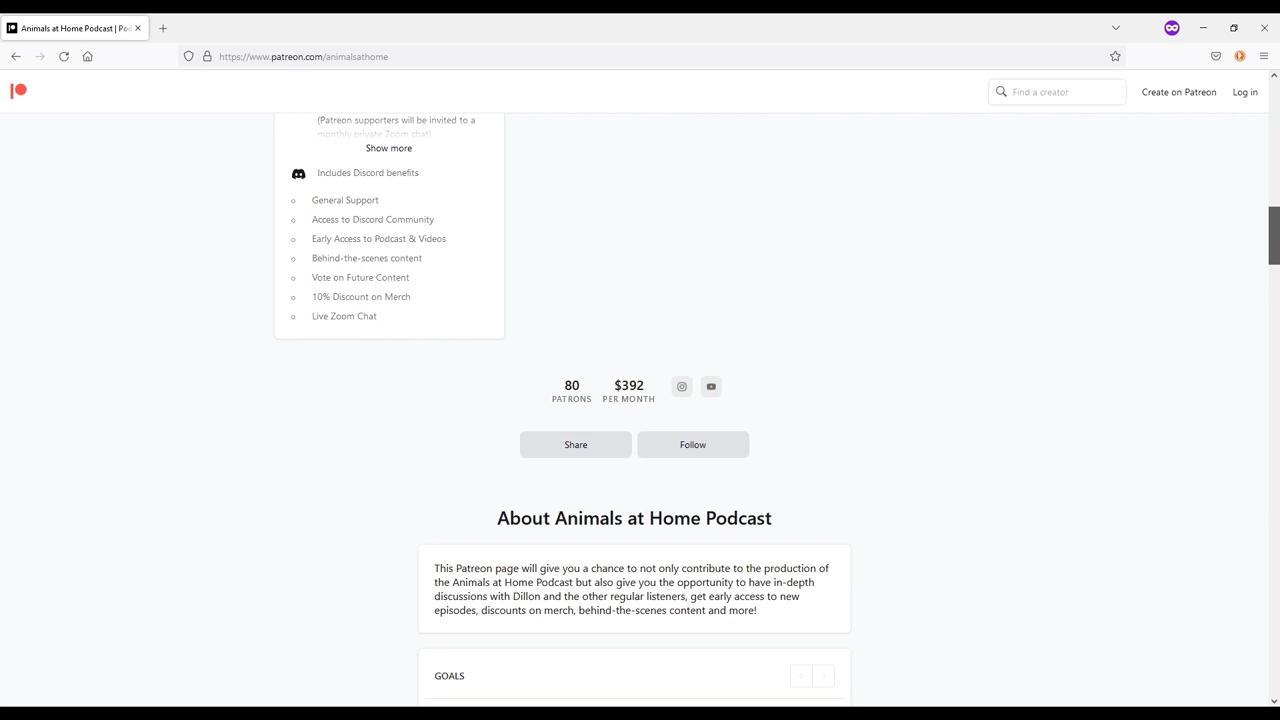 Animals at Home Podcast | Pod
https://www.patreon.com/animalsathome
Find a creator
Create on Patreon
Log in
(Patreon supporters will be invited to a
monthly private Zoom chat)
Show more
Includes Discord benefits
General Support
Access to Discord Community
Early Access to Podcast & Videos
Behind-the-scenes content
Vote on Future Content
10% Discount on Merch
Live Zoom Chat
80
PATRONS
$392
PER MONTH
Share
Follow
About Animals at Home Podcast
This Patreon page will give you a chance to not only contribute to the production of
the Animals at Home Podcast but also give you the opportunity to have in-depth
discussions with Dillon and the other regular listeners, get early access to new
episodes, discounts on merch, behind-the-scenes content and more!
GOALS